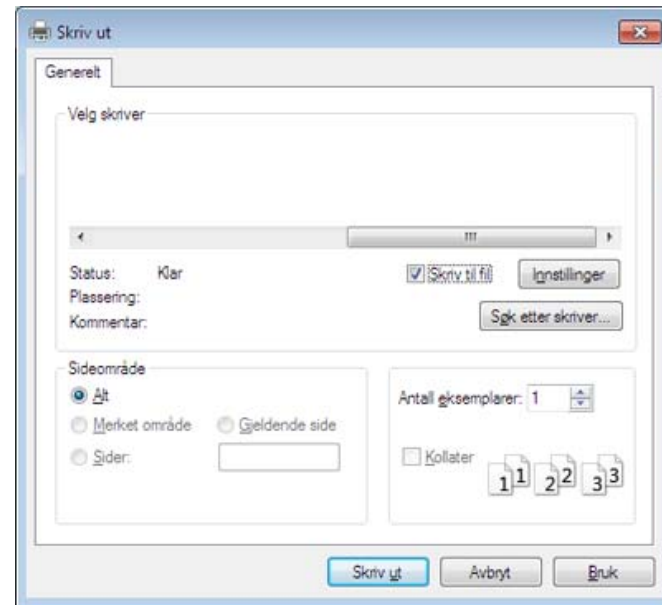 Skriv ut
Generelt
Velg skriver
Status: Klar
Skriv til fil
Innstillinger
Plassering:
Kommentar:
Søk etter skriver...
Sideområde
Alt
Merket område
Gjeldende side
Sider:
Antall eksemplarer: 1
Kollater
1 1 2 2 3 3
Skriv ut
Avbryt
Bruk